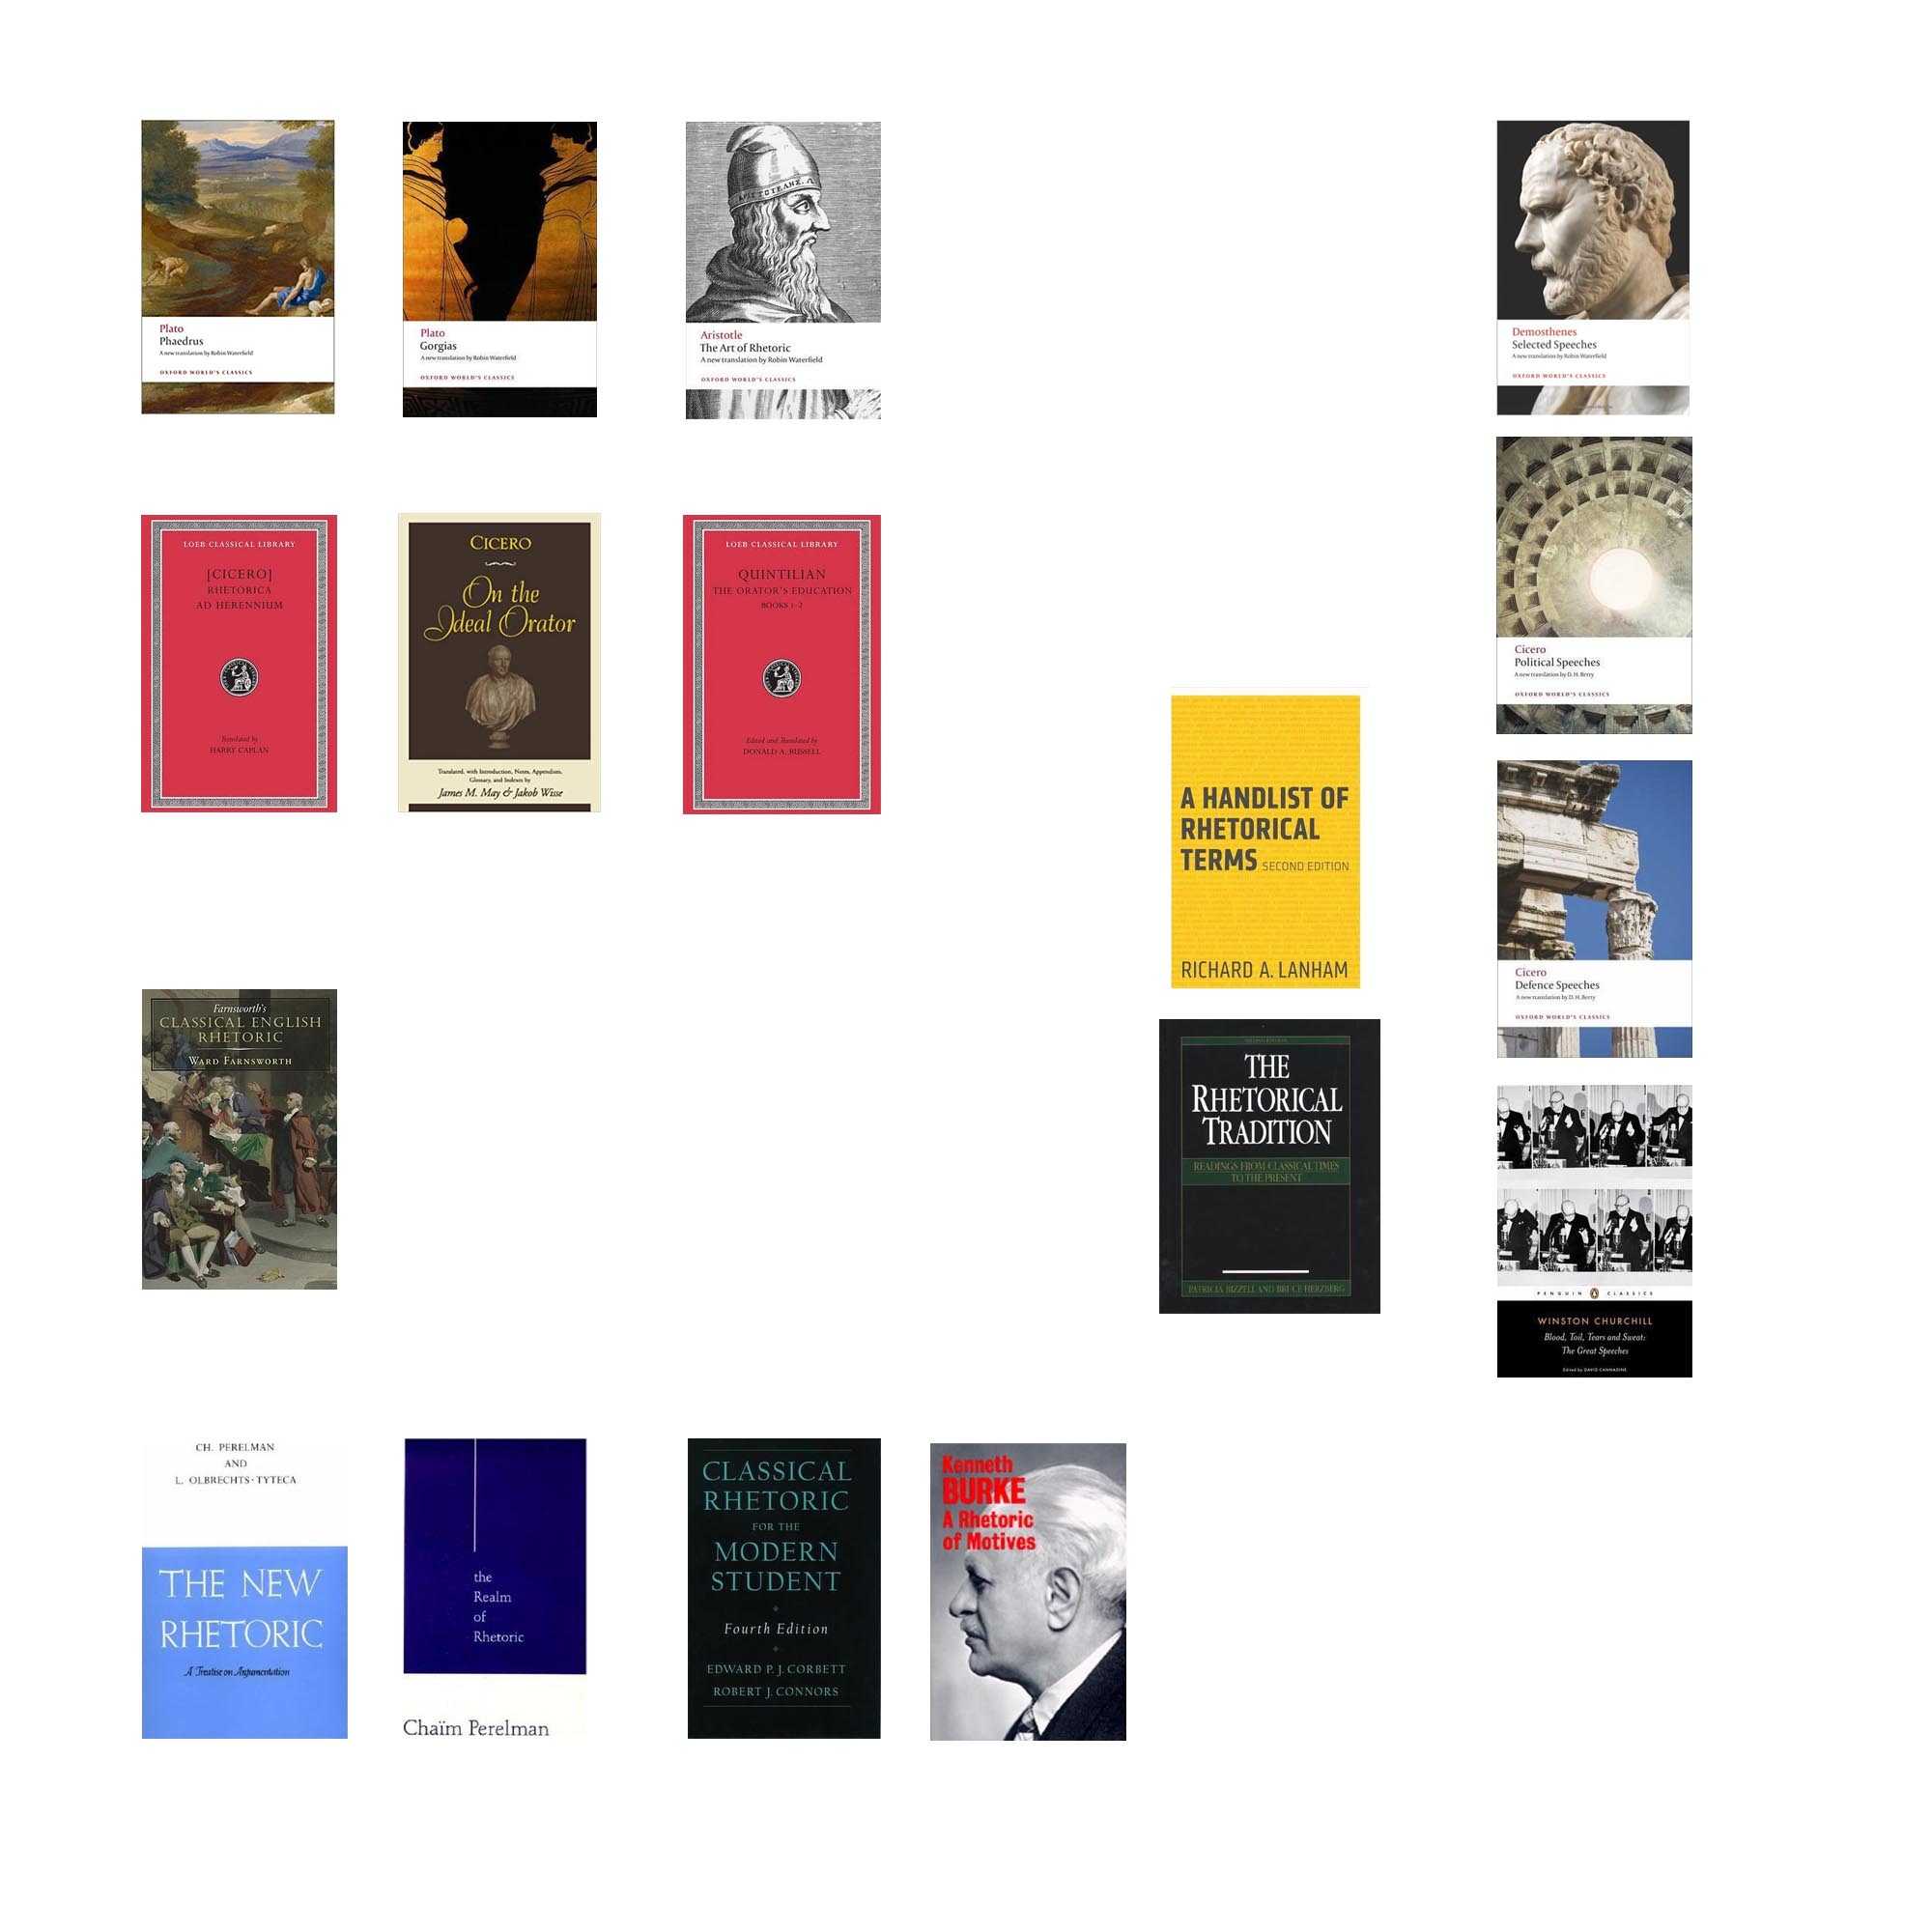 Plato
Phaedrus
A new translation by Robin Waterfield
OXFORD WORLD'S CLASSICS
Plato
Gorgias
A new translation by Robin Waterfield
OXFORD WORLD'S CLASSICS
Aristotle
The Art of Rhetoric
A new translation by Robin Waterfield
OXFORD WORLD'S CLASSICS
Demosthenes
Selected Speeches
A new translation by Robin Waterfield
OXFORD WORLD'S CLASSICS
LOEB CLASSICAL LIBRARY
[CICERO]
RHETORICA
AD HERENNIUM
Translated by
HARRY CAPLAN
CICERO
On the
Ideal Orator
Translated, with Introduction, Notes, Appendixes,
Glossary, and Indexes by
James M. May & Jakob Wisse
LOEB CLASSICAL LIBRARY
QUINTILIAN
THE ORATOR'S EDUCATION
BOOKS 1-2
Edited and Translated by
DONALD A. RUSSELL
Cicero
Political Speeches
A new translation by D. H. Berry
OXFORD WORLD'S CLASSICS
A HANDLIST OF
RHETORICAL
TERMS SECOND EDITION
RICHARD A. LANHAM
Cicero
Defence Speeches
A new translation by D. H. Berry
OXFORD WORLD'S CLASSICS
Farnsworth's
CLASSICAL ENGLISH
RHETORIC
WARD FARNSWORTH
THE
RHETORICAL
TRADITION
READINGS FROM CLASSICAL TIMES
TO THE PRESENT
PATRICIA BIZZELL AND BRUCE HERZBERG
PENGUIN CLASSICS
WINSTON CHURCHILL
Blood, Toil, Tears and Sweat:
The Great Speeches
Edited by DAVID CANNADINE
CH. PERELMAN
AND
L. OLBRECHTS-TYTECA
THE NEW
RHETORIC
A Treatise on Argumentation
the
Realm
of
Rhetoric
Chaïm Perelman
CLASSICAL
RHETORIC
FOR THE
MODERN
STUDENT
Fourth Edition
EDWARD P. J. CORBETT
ROBERT J. CONNORS
Kenneth
BURKE
A Rhetoric
of Motives